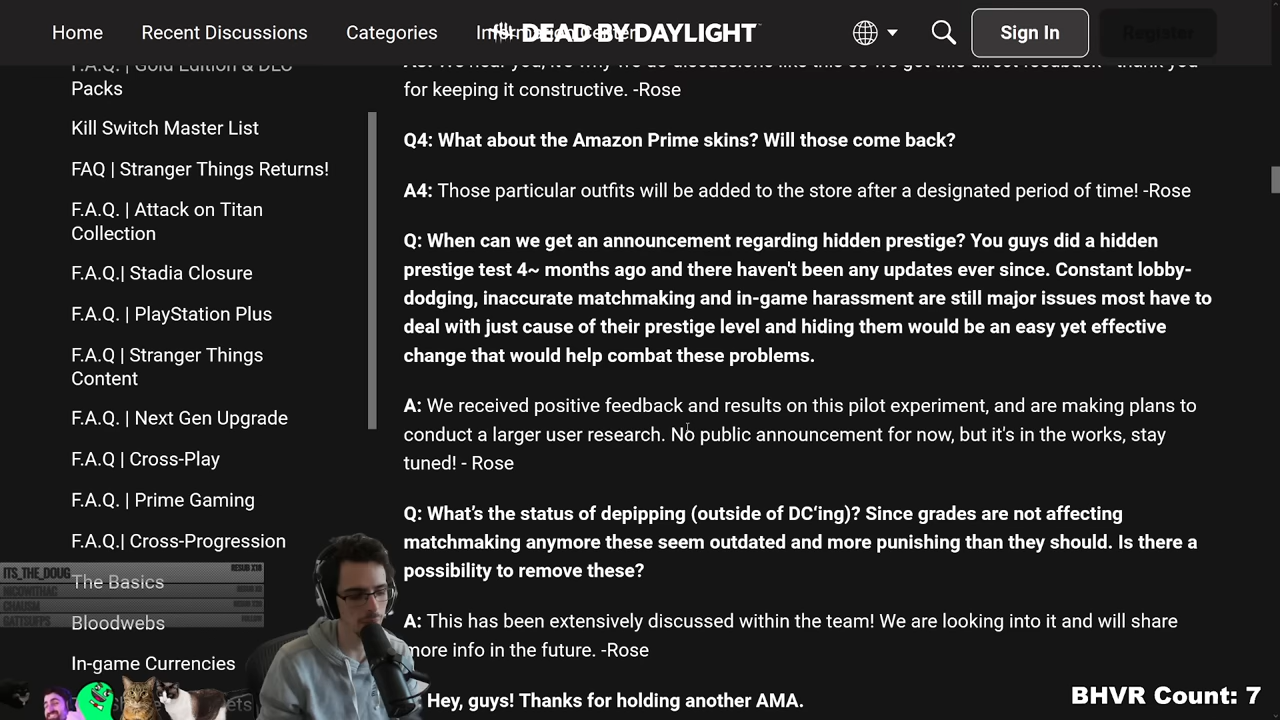 Home
Recent Discussions
Categories
DEAD BY DAYLIGHT
Sign In
Register
F.A.Q. | Gold Edition & DLC
Packs
Kill Switch Master List
FAQ | Stranger Things Returns!
F.A.Q. | Attack on Titan
Collection
F.A.Q.| Stadia Closure
F.A.Q. | PlayStation Plus
F.A.Q | Stranger Things
Content
F.A.Q. | Next Gen Upgrade
F.A.Q | Cross-Play
F.A.Q. | Prime Gaming
F.A.Q.| Cross-Progression
The Basics
Bloodwebs
In-game Currencies
ITS_THE_DOUG
RESUB X18
NICOWITHAC
CHAUSM
GATTSUFPS
for keeping it constructive. -Rose
Q4: What about the Amazon Prime skins? Will those come back?
A4: Those particular outfits will be added to the store after a designated period of time! -Rose
Q: When can we get an announcement regarding hidden prestige? You guys did a hidden
prestige test 4~ months ago and there haven't been any updates ever since. Constant lobby-
dodging, inaccurate matchmaking and in-game harassment are still major issues most have to
deal with just cause of their prestige level and hiding them would be an easy yet effective
change that would help combat these problems.
A: We received positive feedback and results on this pilot experiment, and are making plans to
conduct a larger user research. No public announcement for now, but it's in the works, stay
tuned! - Rose
Q: What's the status of depipping (outside of DC‘ing)? Since grades are not affecting
matchmaking anymore these seem outdated and more punishing than they should. Is there a
possibility to remove these?
A: This has been extensively discussed within the team! We are looking into it and will share
more info in the future. -Rose
Hey, guys! Thanks for holding another AMA.
BHVR Count: 7